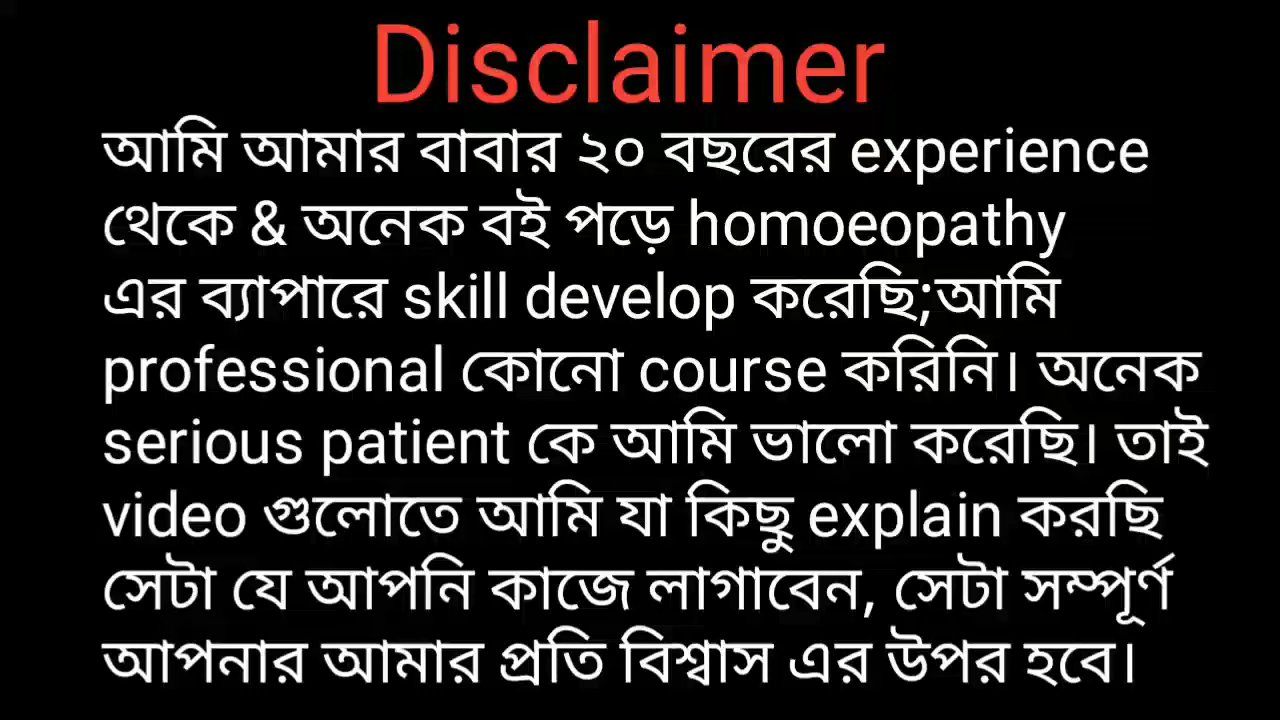 Disclaimer
আমি আমার বাবার ২০ বছরের experience
থেকে & অনেক বই পড়ে homoeopathy
এর ব্যাপারে skill develop করেছি;আমি
professional কোনো course করিনি। অনেক
serious patient কে আমি ভালো করেছি। তাই
video গুলোতে আমি যা কিছু explain করছি
সেটা যে আপনি কাজে লাগাবেন, সেটা সম্পূর্ণ
আপনার আমার প্রতি বিশ্বাস এর উপর হবে।